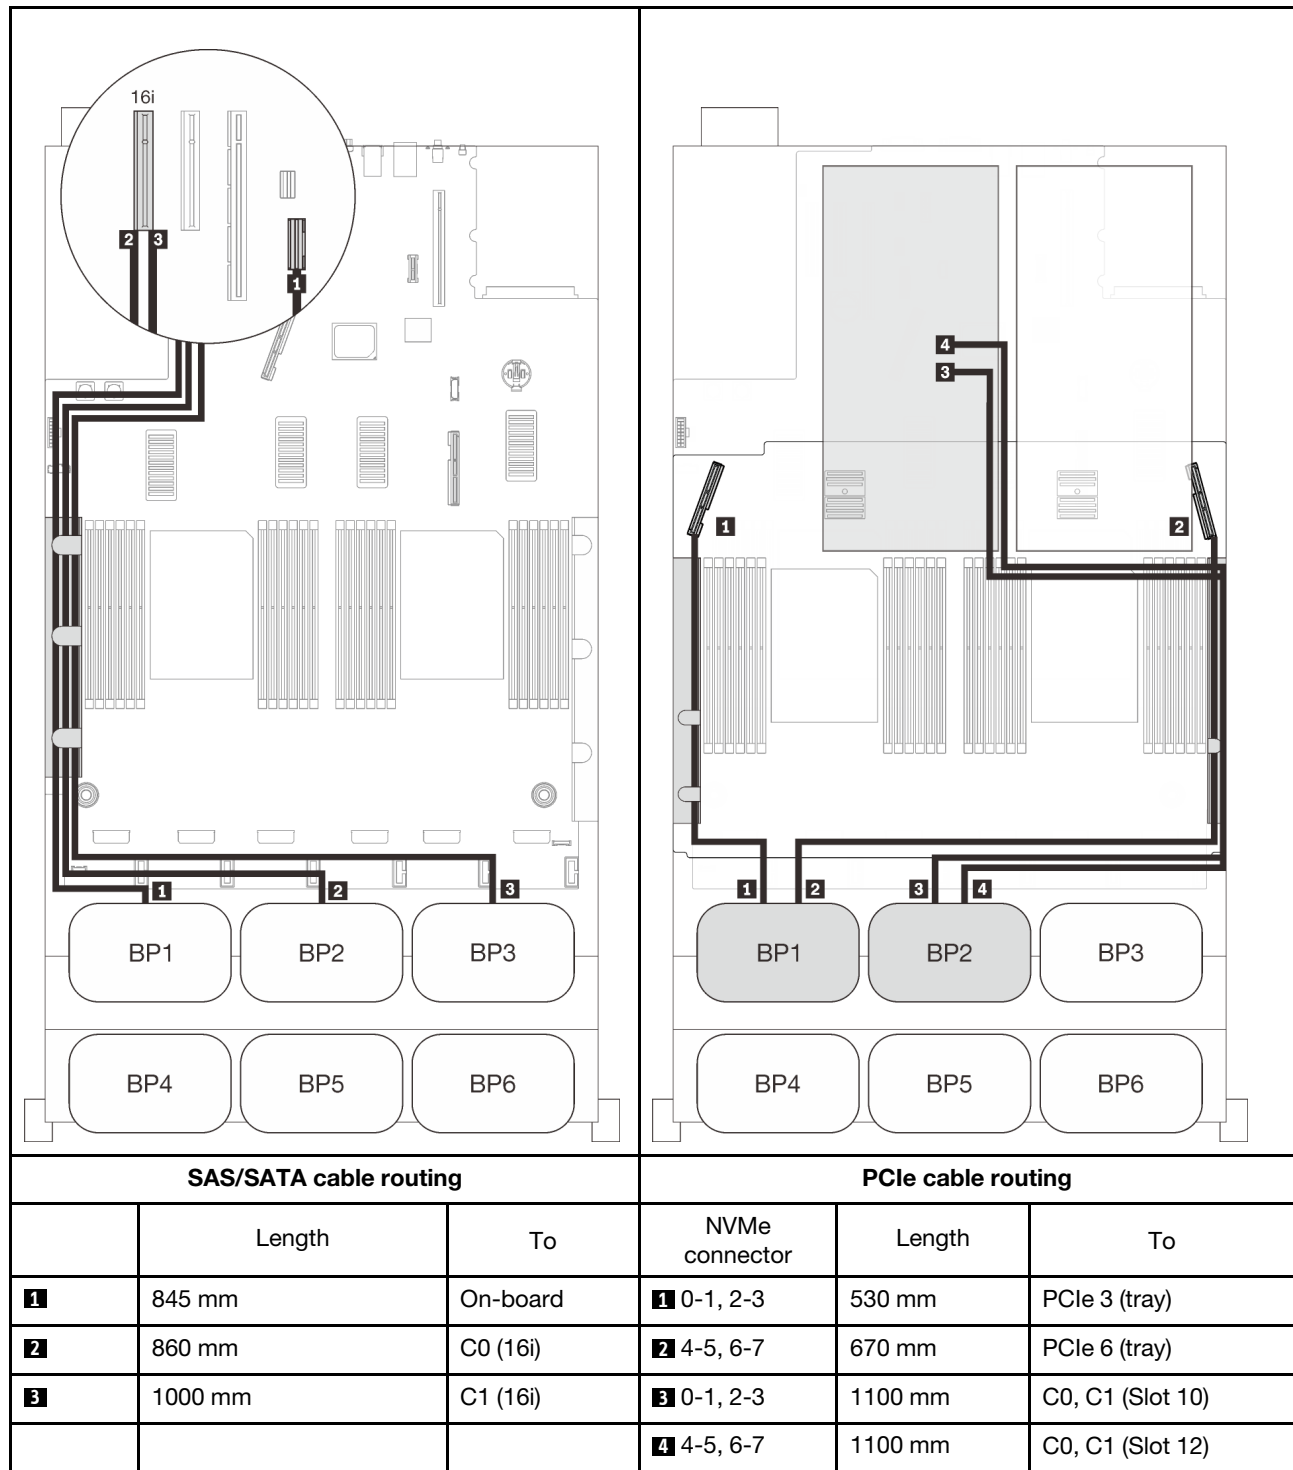 16i
2 3
1
1 2 3
BP1 BP2 BP3
BP4 BP5 BP6
4
3
1 2
1 2 3 4
BP1 BP2 BP3
BP4 BP5 BP6
SAS/SATA cable routing PCIe cable routing
Length To NVMe connector Length To
1 845 mm On-board 1 0-1, 2-3 530 mm PCIe 3 (tray)
2 860 mm C0 (16i) 2 4-5, 6-7 670 mm PCIe 6 (tray)
3 1000 mm C1 (16i) 3 0-1, 2-3 1100 mm C0, C1 (Slot 10)
4 4-5, 6-7 1100 mm C0, C1 (Slot 12)